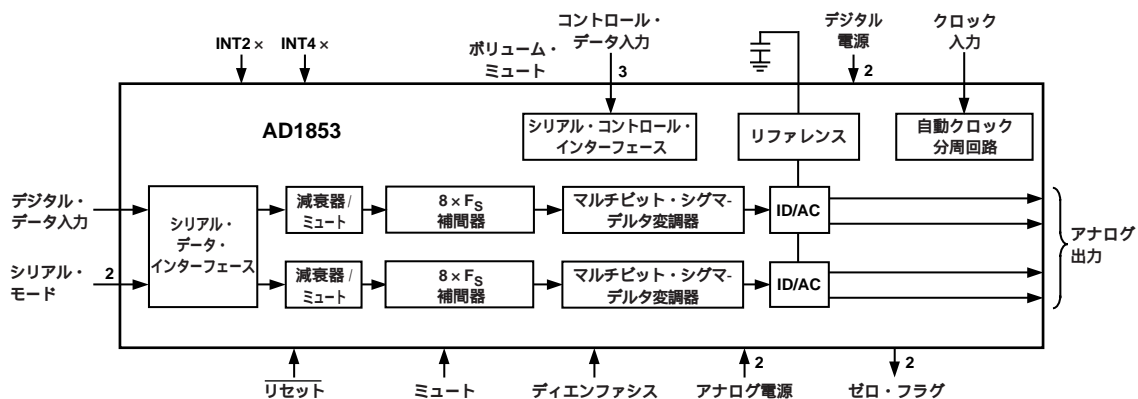 INT2×
INT4×
ボリューム・
ミュート
コントロール・
データ入力
3
デジタル
電源
2
クロック
入力
AD1853
シリアル・コントロール・
インターフェース
リファレンス
自動クロック
分周回路
デジタル・
データ入力
シリアル・
モード
2
シリアル・
データ・
インターフェース
減衰器/
ミュート
8×FS
補間器
マルチビット・シグマ-
デルタ変調器
ID/AC
減衰器/
ミュート
8×FS
補間器
マルチビット・シグマ-
デルタ変調器
ID/AC
アナログ
出力
リセット
ミュート
ディエンファシス
2
アナログ電源
2
ゼロ・フラグ